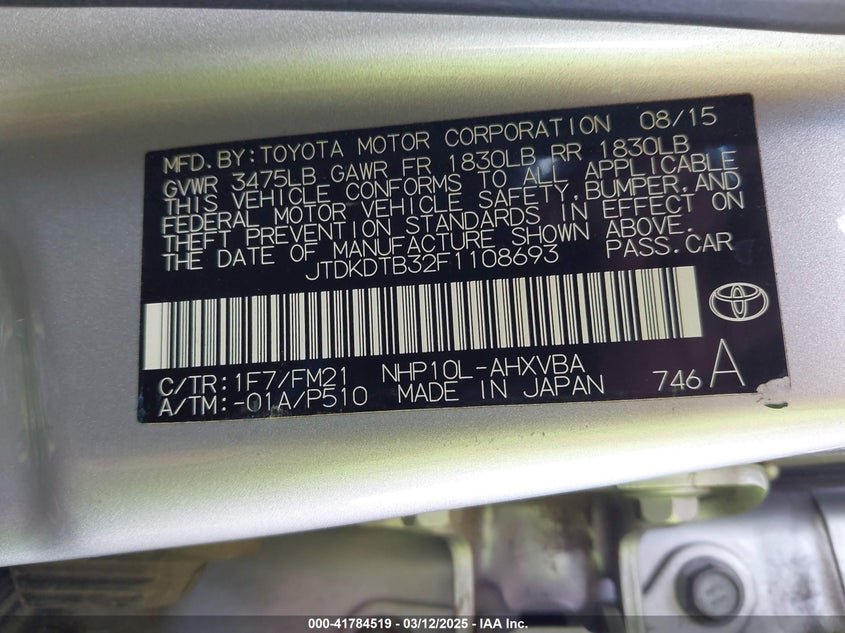 MFD. BY: TOYOTA MOTOR CORPORATION 08/15
GVWR 3475LB GAWR FR 1830LB RR 1830LB
THIS VEHICLE CONFORMS TO ALL APPLICABLE
FEDERAL MOTOR VEHICLE SAFETY, BUMPER, AND
THEFT PREVENTION STANDARDS IN EFFECT ON
THE DATE OF MANUFACTURE SHOWN ABOVE.
JTDKDTB32F1108693 PASS. CAR
C/TR: 1F7/FM21 NHP10L-AHXVBA
A/TM: -01A/P510 MADE IN JAPAN 746 A
000-41784519 / 03/12/2025 - IAA Inc.